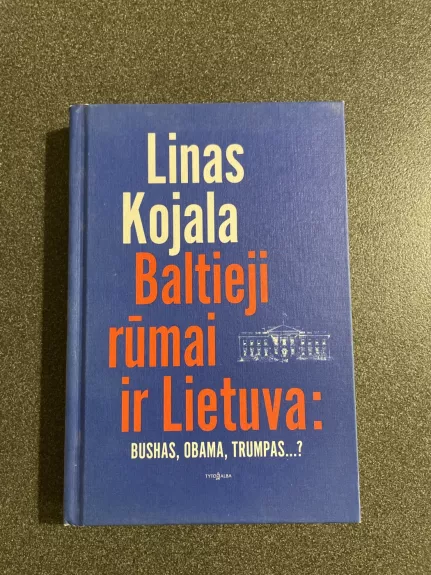 Linas
Kojala
Baltieji
rūmai
ir Lietuva:
BUSHAS, OBAMA, TRUMPAS...?
TYTO ALBA